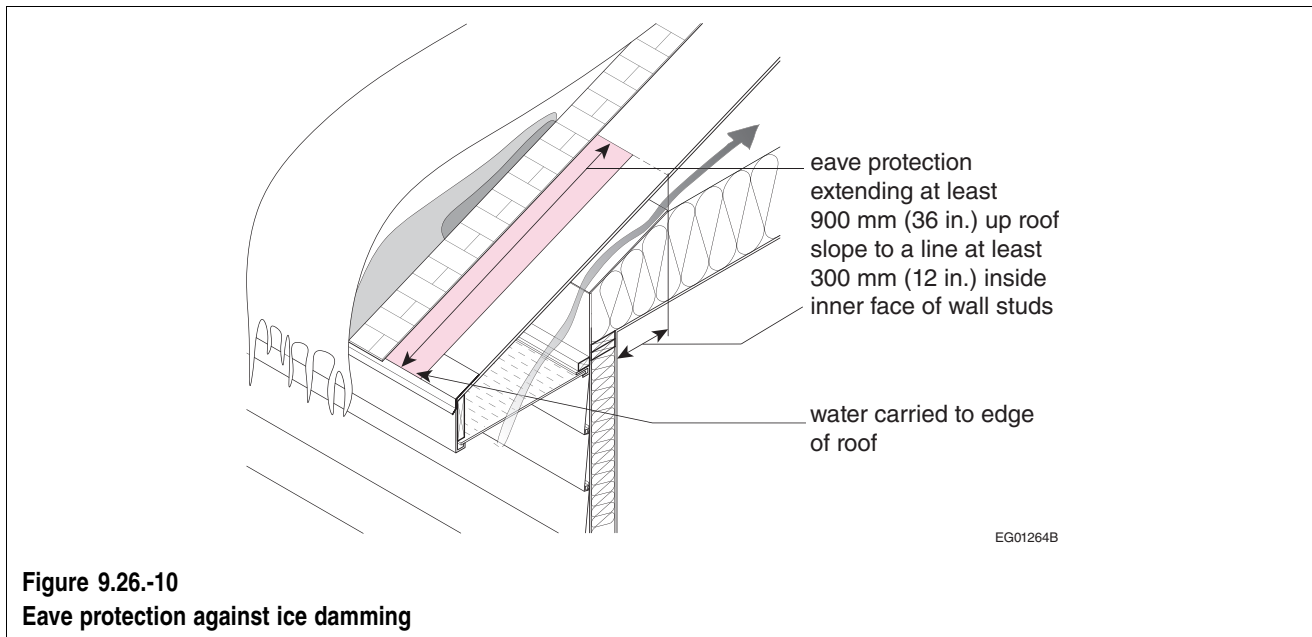 eave protection
extending at least
900 mm (36 in.) up roof
slope to a line at least
300 mm (12 in.) inside
inner face of wall studs
water carried to edge
of roof
EG01264B
Figure 9.26.-10
Eave protection against ice damming